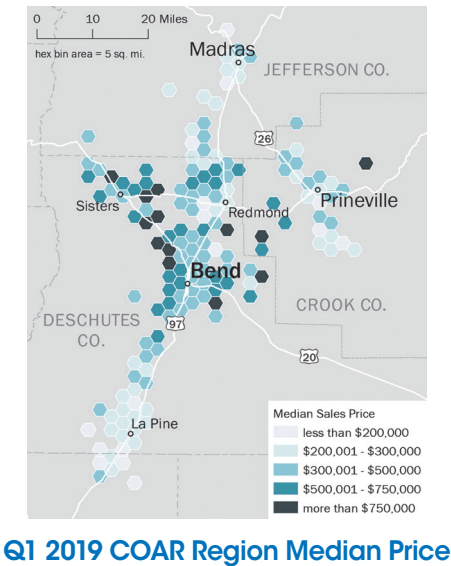 0 10 20 Miles
hex bin area = 5 sq. mi.
Madras
JEFFERSON CO.
26
Sisters
Prineville
Redmond
Bend
CROOK CO.
DESCHUTES
CO.
97
20
La Pine
Median Sales Price
less than $200,000
$200,001 - $300,000
$300,001 - $500,000
$500,001 - $750,000
more than $750,000
Q1 2019 COAR Region Median Price